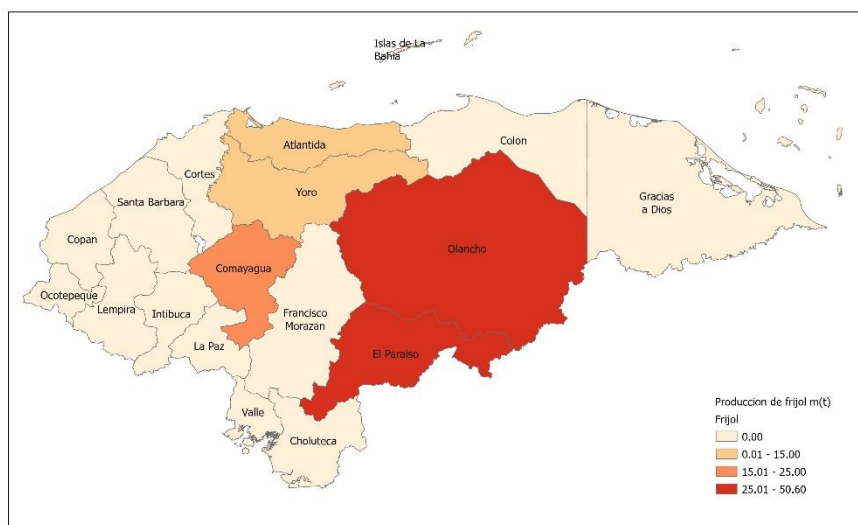 Islas de La
Bahia
Atlantida
Colon
Cortes
Yoro
Santa Barbara
Gracias
a Dios
Copan
Olancho
Comayagua
Ocotepeque
Lempira
Intibuca
Francisco
Morazan
La Paz
El Paraiso
Valle
Choluteca
Produccion de frijol m(t)
Frijol
0.00
0.01 - 15.00
15.01 - 25.00
25.01 - 50.60